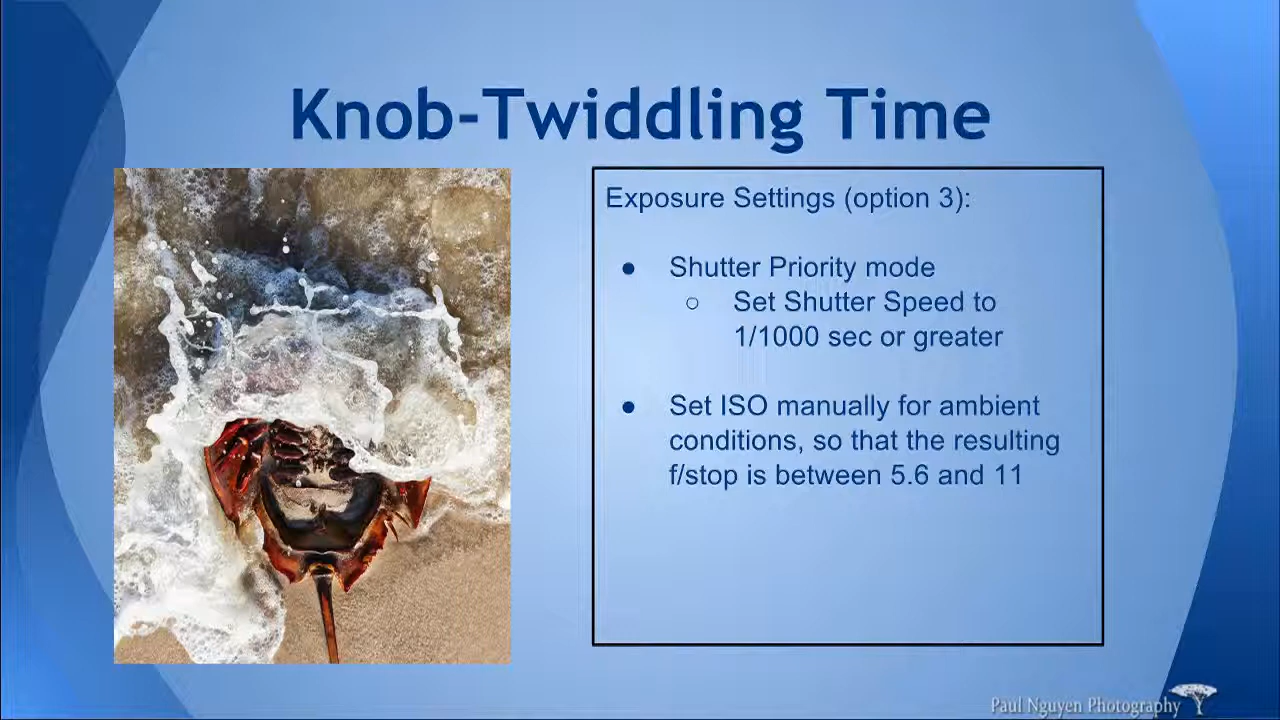 Knob-Twiddling Time
Exposure Settings (option 3):
● Shutter Priority mode
○ Set Shutter Speed to
1/1000 sec or greater
● Set ISO manually for ambient
conditions, so that the resulting
f/stop is between 5.6 and 11
Paul Nguyen Photography